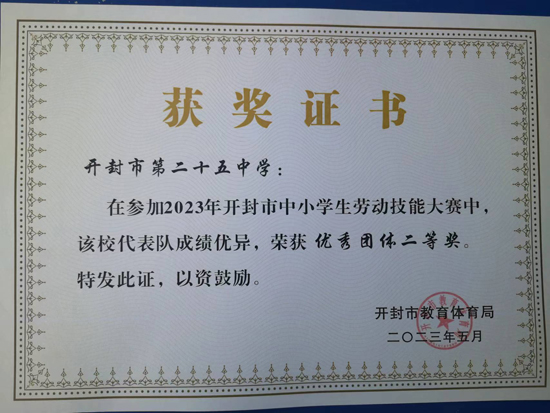 获奖证书
开封市第二十五中学：
在参加2023年开封市中小学生劳动技能大赛中，
该校代表队成绩优异，荣获 优秀团体二等奖。
特发此证，以资鼓励。
开封市教育体育局
二〇二三年五月